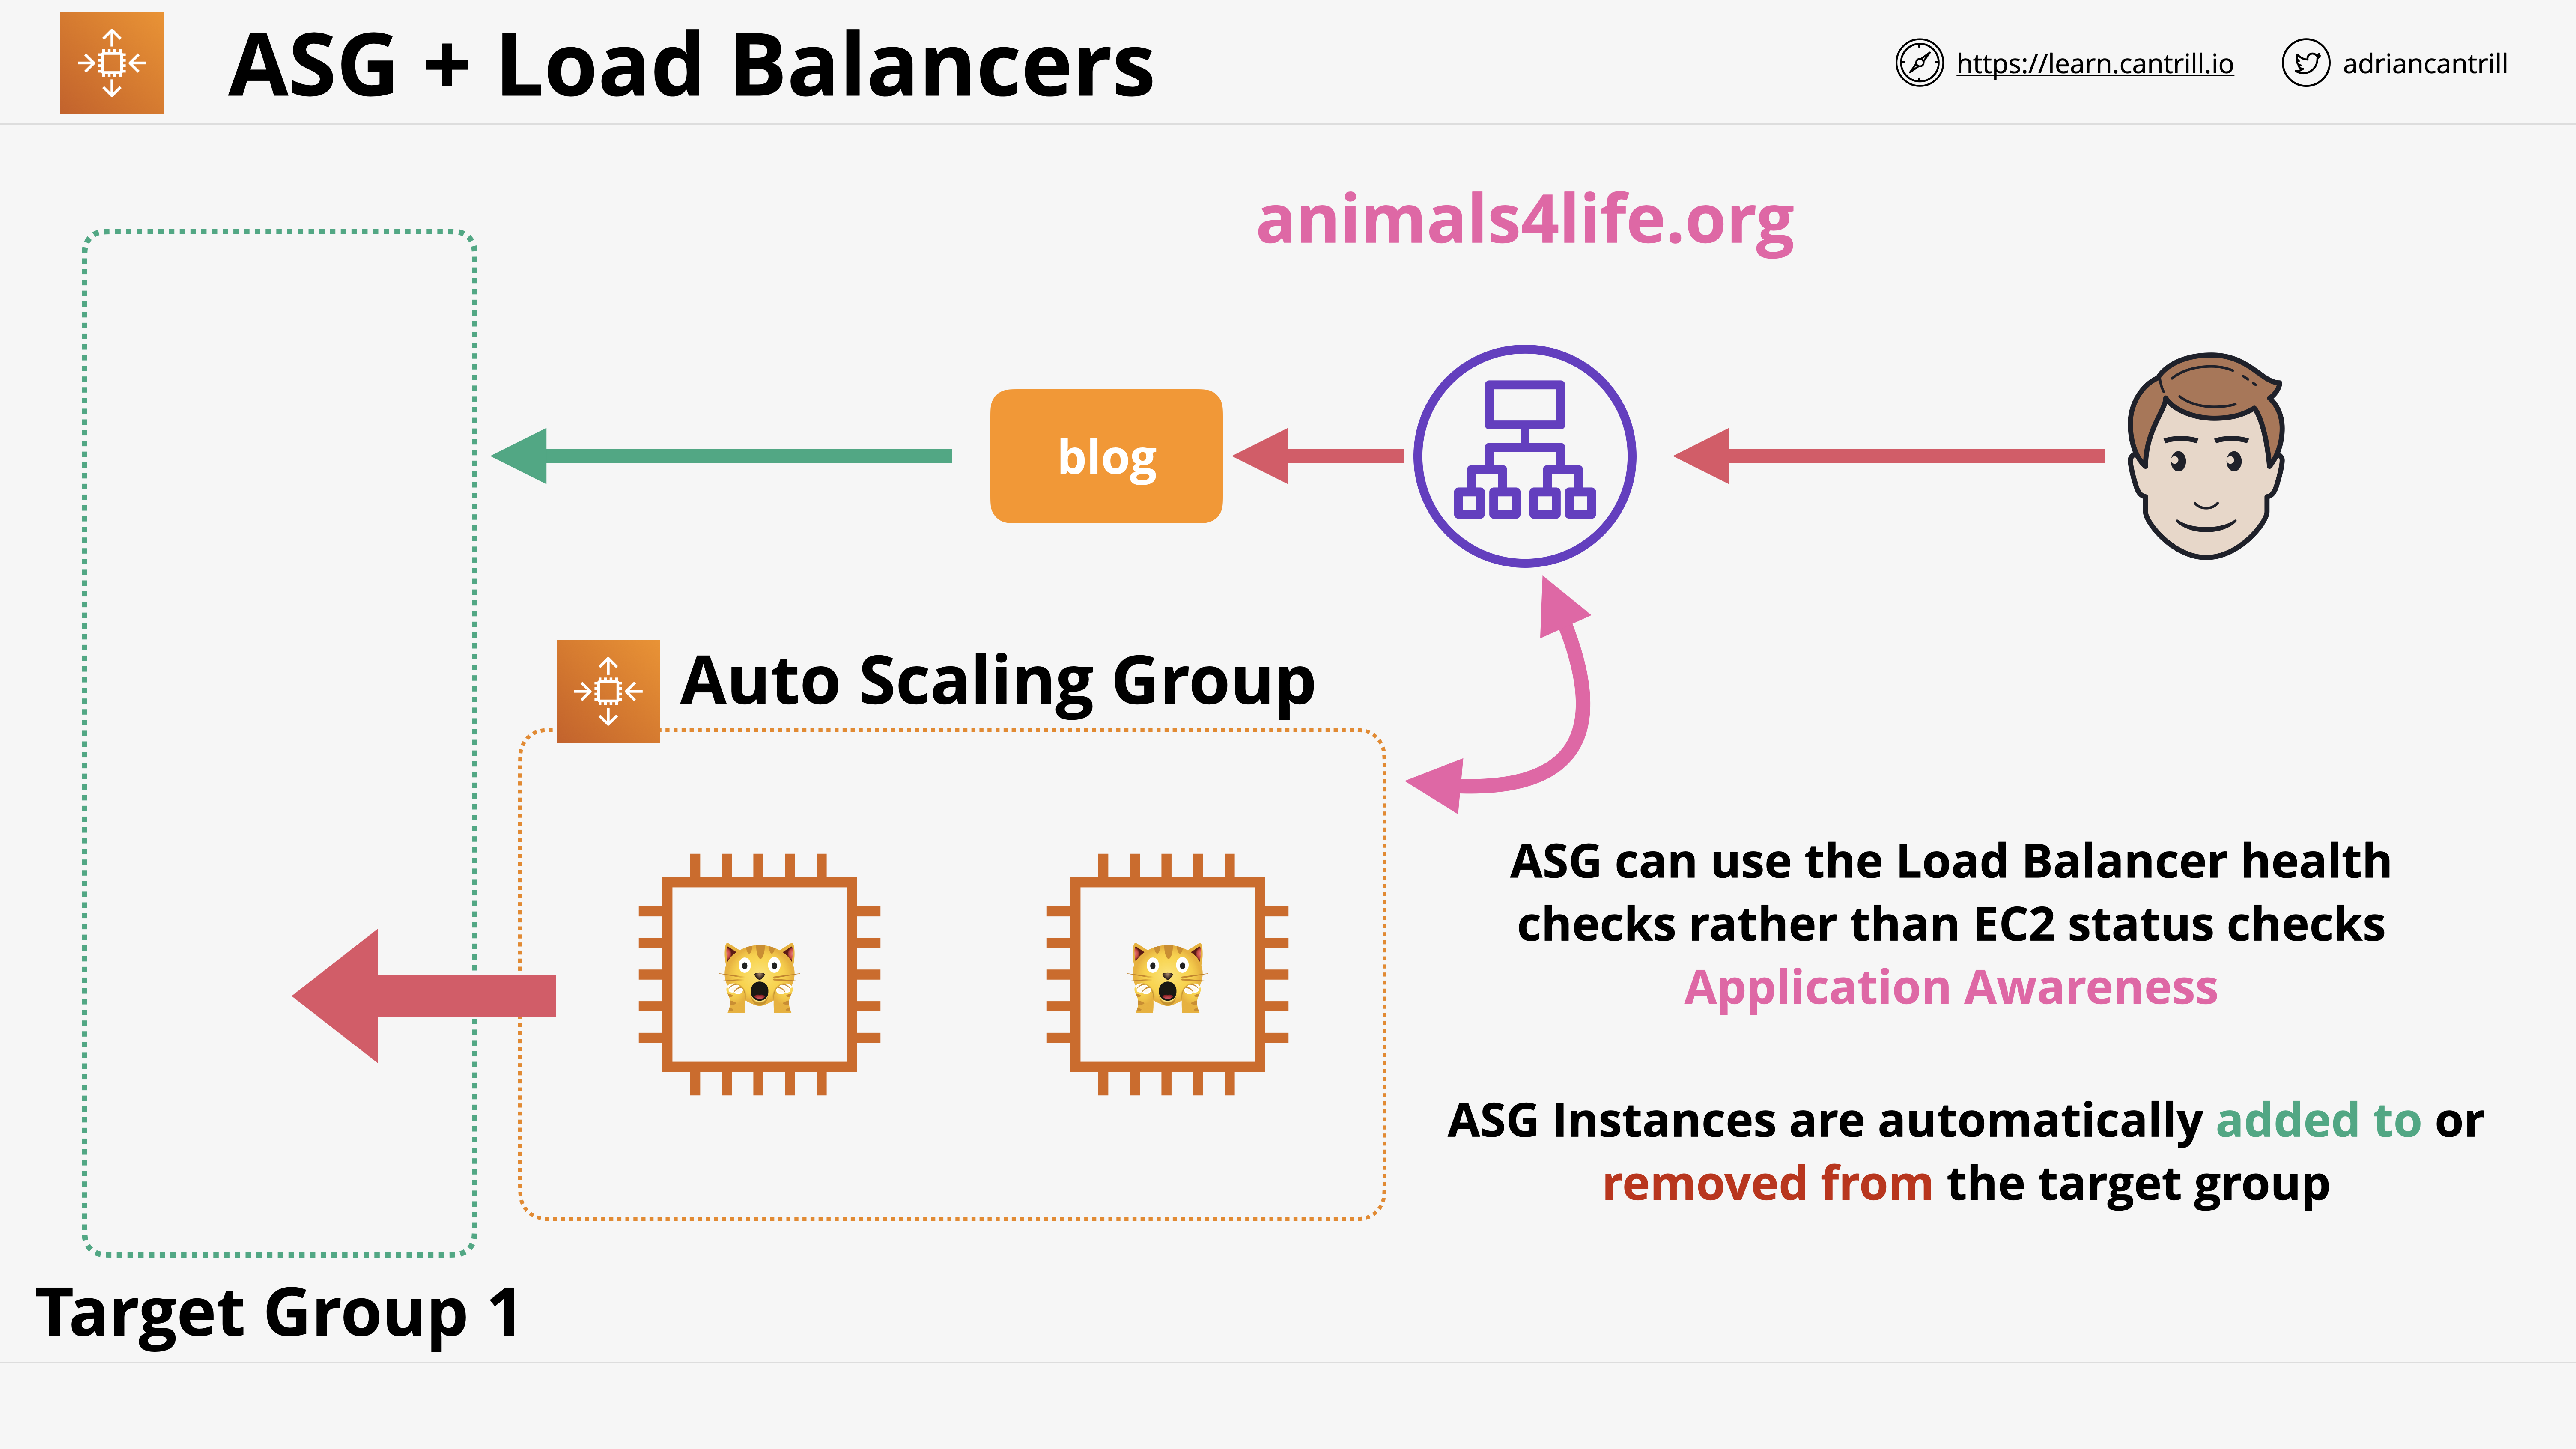 ASG + Load Balancers
https://learn.cantrill.io
adriancantrill
animals4life.org
blog
Auto Scaling Group
ASG can use the Load Balancer health
checks rather than EC2 status checks
Application Awareness
ASG Instances are automatically added to or
removed from the target group
Target Group 1